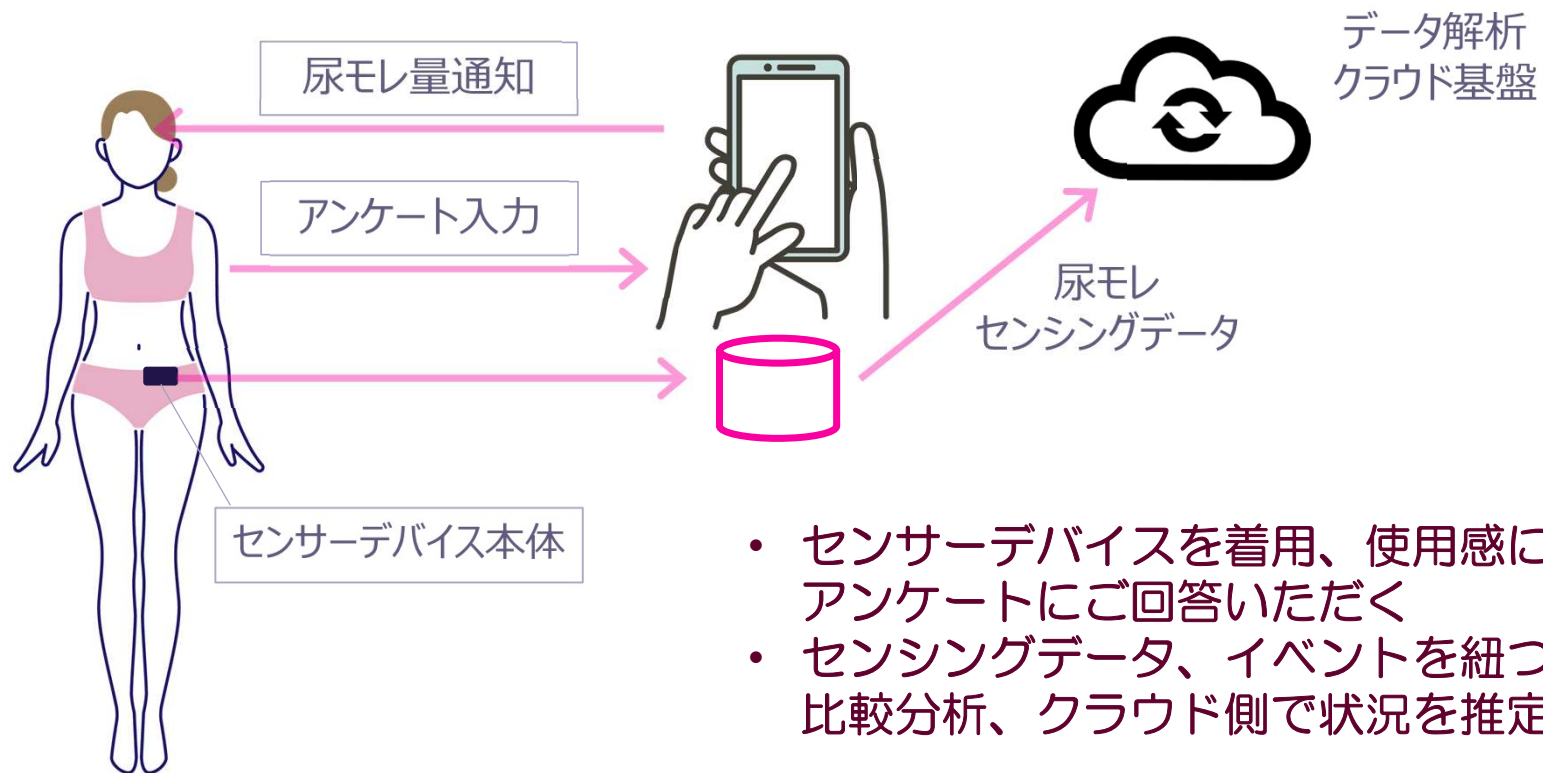 データ解析
クラウド基盤
尿モレ量通知
アンケート入力
尿モレ
センシングデータ
センサーデバイス本体
• センサーデバイスを着用、使用感に
アンケートにご回答いただく
• センシングデータ、イベントを紐つ
比較分析、クラウド側で状況を推定